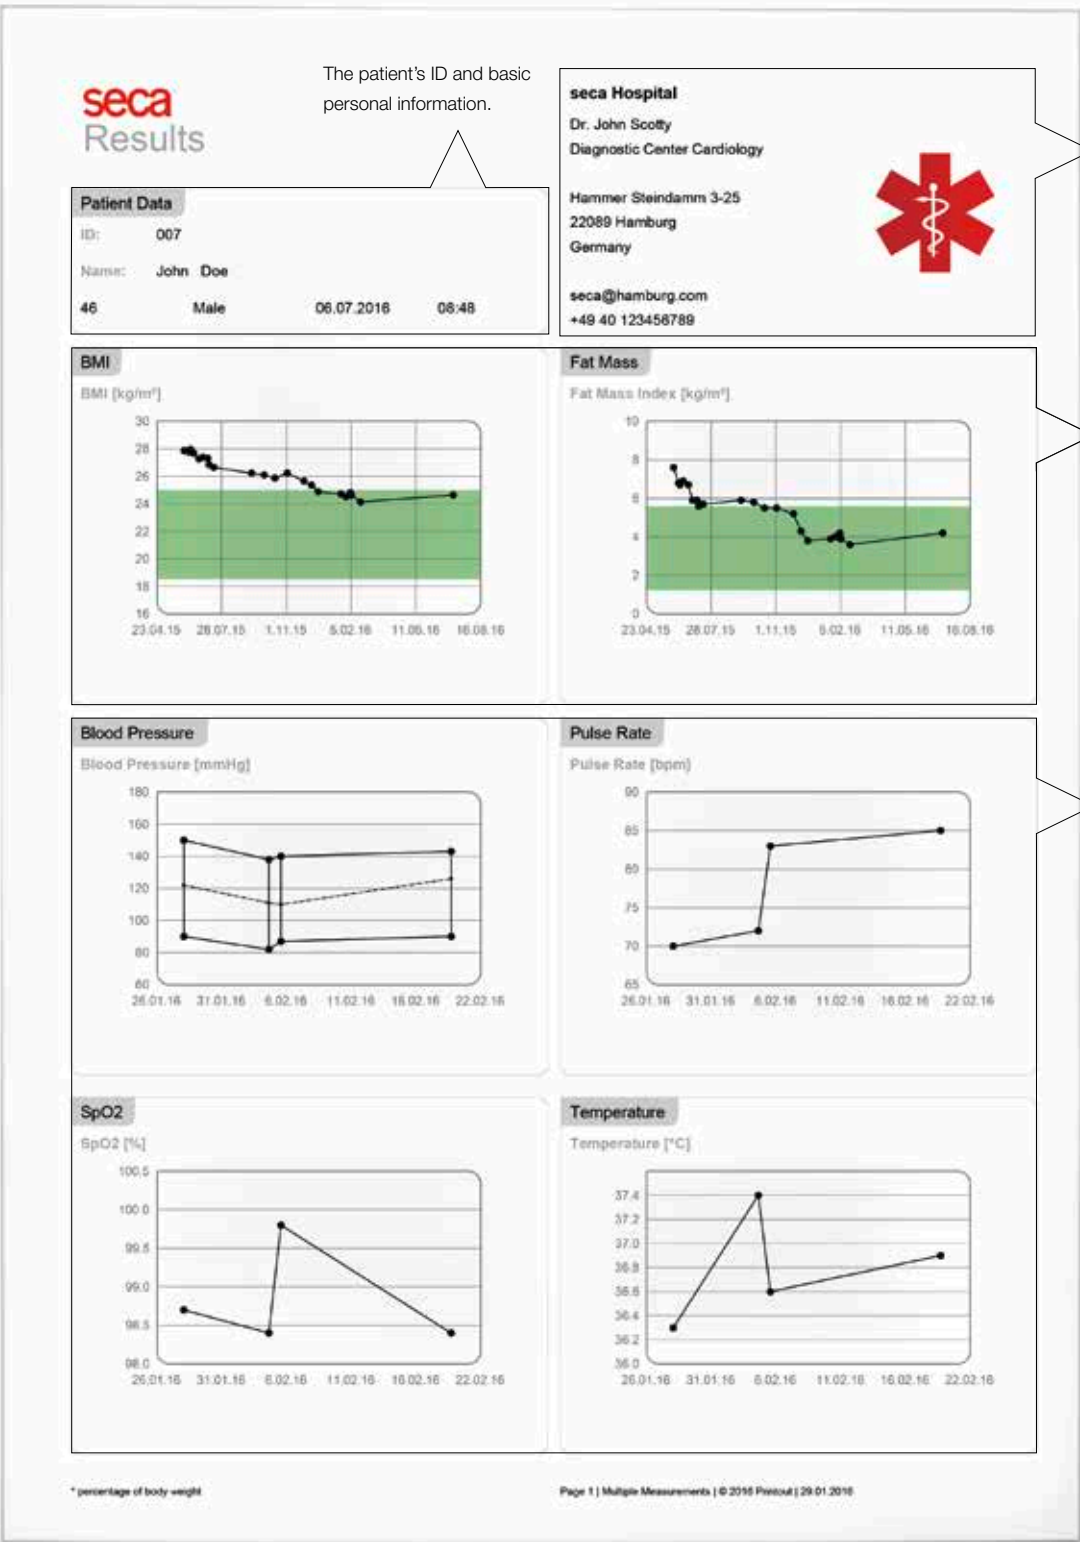 The patient's ID and basic
personal information.
seca
Results
seca Hospital
Dr. John Scotty
Diagnostic Center Cardiology
Hammer Steindamm 3-25
22089 Hamburg
Germany
seca@hamburg.com
+49 40 123456789
Patient Data
ID: 007
Name: John Doe
46 Male 06.07.2016 08:48
BMI
BMI [kg/m²]
30
28
26
24
22
20
18
16
23.04.15 28.07.15 1.11.15 5.02.16 11.05.16 16.08.16
Fat Mass
Fat Mass Index [kg/m²]
10
8
6
4
2
0
23.04.15 28.07.15 1.11.15 5.02.16 11.05.16 16.08.16
Blood Pressure
Blood Pressure [mmHg]
180
160
140
120
100
80
60
26.01.16 31.01.16 6.02.16 11.02.16 16.02.16 22.02.16
Pulse Rate
Pulse Rate [bpm]
90
85
80
75
70
65
26.01.16 31.01.16 6.02.16 11.02.16 16.02.16 22.02.16
SpO2
SpO2 [%]
100.5
100.0
99.5
99.0
98.5
98.0
26.01.16 31.01.16 6.02.16 11.02.16 16.02.16 22.02.16
Temperature
Temperature [°C]
37.4
37.2
37.0
36.8
36.6
36.4
36.2
36.0
26.01.16 31.01.16 6.02.16 11.02.16 16.02.16 22.02.16
* percentage of body weight
Page 1 | Multiple Measurements | © 2016 Printout | 29.01.2016